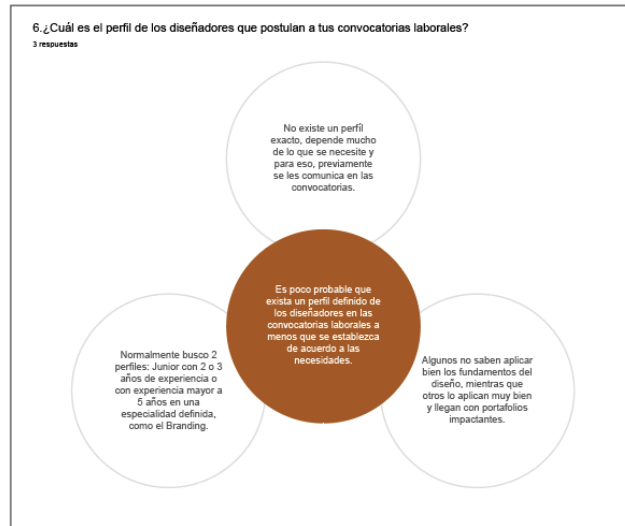 6.¿Cuál es el perfil de los diseñadores que postulan a tus convocatorias laborales?
3 respuestas
No existe un perfil
exacto, depende mucho
de lo que se necesite y
para eso, previamente
se les comunica en las
convocatorias.
Es poco probable que
exista un perfil definido de
los diseñadores en las
convocatorias laborales a
menos que se establezca
de acuerdo a las
necesidades.
Normalmente busco 2
perfiles: Junior con 2 o 3
años de experiencia o
con experiencia mayor a
5 años en una
especialidad definida,
como el Branding.
Algunos no saben aplicar
bien los fundamentos del
diseño, mientras que
otros lo aplican muy bien
y llegan con portafolios
impactantes.